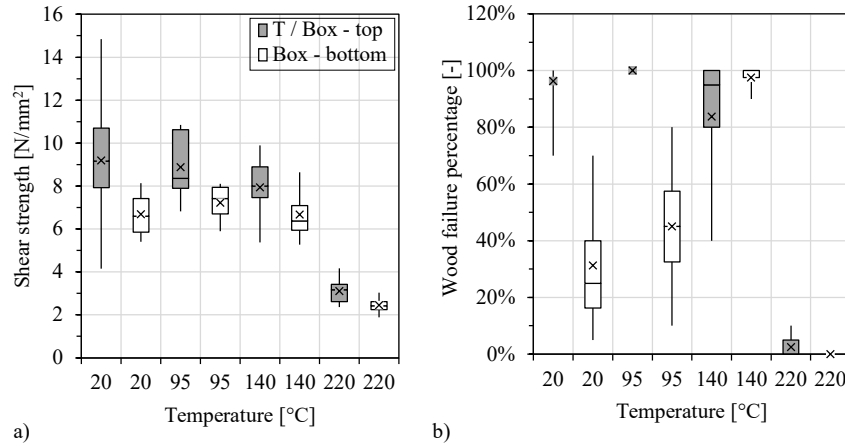 16
14
12
10
8
6
4
2
0
Shear strength [N/mm²]
T / Box - top
Box - bottom
20 20 95 95 140 140 220 220
Temperature [°C]
a)
120%
100%
80%
60%
40%
20%
0%
Wood failure percentage [-]
20 20 95 95 140 140 220 220
Temperature [°C]
b)